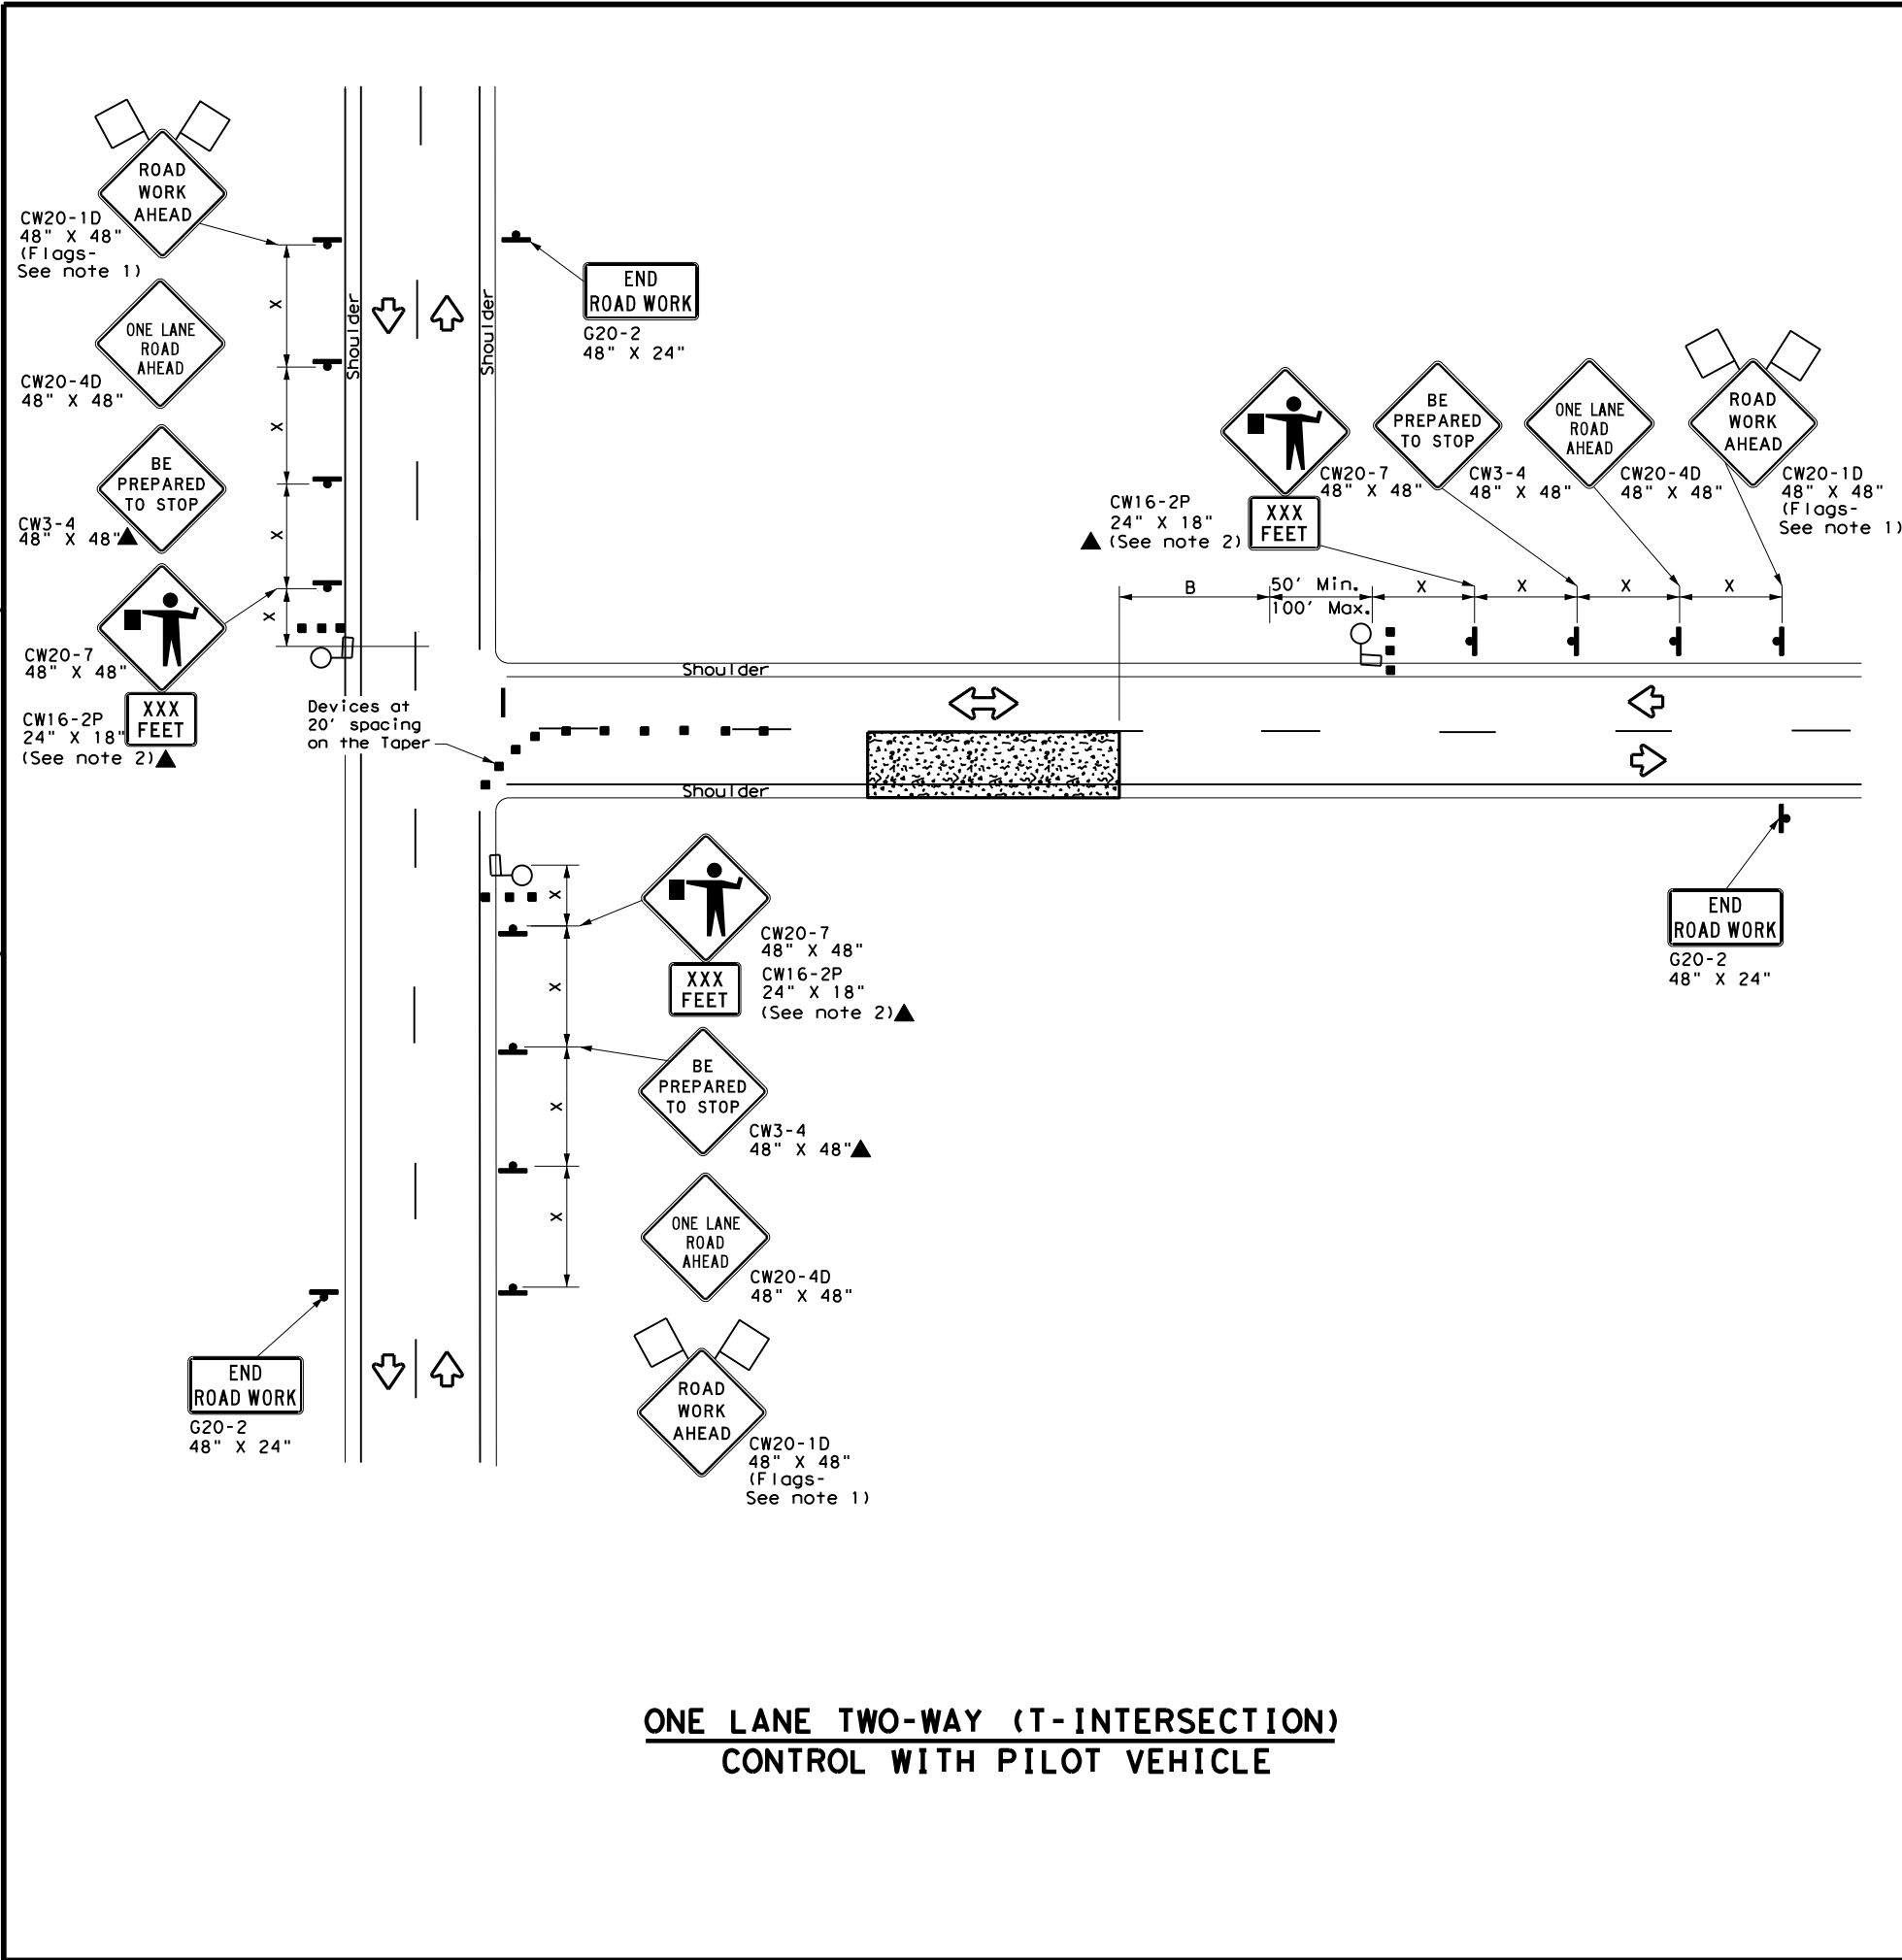 ROAD
WORK
AHEAD
CW20-1D
48" X 48"
(Flags-
See note 1)
ONE LANE
ROAD
AHEAD
CW20-4D
48" X 48"
BE
PREPARED
TO STOP
CW3-4
48" X 48"▲
CW20-7
48" X 48"
XXX
FEET
CW16-2P
24" X 18"
(See note 2)▲
X
X
X
X
Shoulder
Shoulder
END
ROAD WORK
G20-2
48" X 24"
Devices at
20' spacing
on the Taper
CW20-7
48" X 48"
XXX
FEET
CW16-2P
24" X 18"
▲ (See note 2)
BE
PREPARED
TO STOP
CW3-4
48" X 48"
ONE LANE
ROAD
AHEAD
CW20-4D
48" X 48"
ROAD
WORK
AHEAD
CW20-1D
48" X 48"
(Flags-
See note 1)
B
50' Min.
100' Max.
X
X
X
X
Shoulder
Shoulder
END
ROAD WORK
G20-2
48" X 24"
X
X
X
X
CW20-7
48" X 48"
XXX
FEET
CW16-2P
24" X 18"
(See note 2)▲
BE
PREPARED
TO STOP
CW3-4
48" X 48"▲
ONE LANE
ROAD
AHEAD
CW20-4D
48" X 48"
ROAD
WORK
AHEAD
CW20-1D
48" X 48"
(Flags-
See note 1)
END
ROAD WORK
G20-2
48" X 24"
ONE LANE TWO-WAY (T-INTERSECTION)
CONTROL WITH PILOT VEHICLE